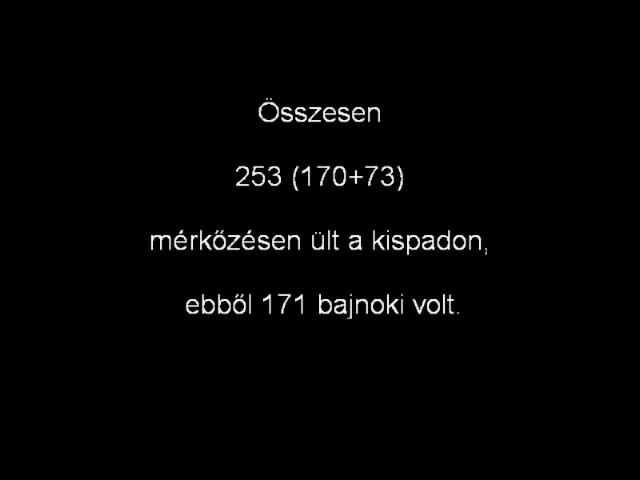 Összesen
253 (170+73)
mérkőzésen ült a kispadon,
ebből 171 bajnoki volt.